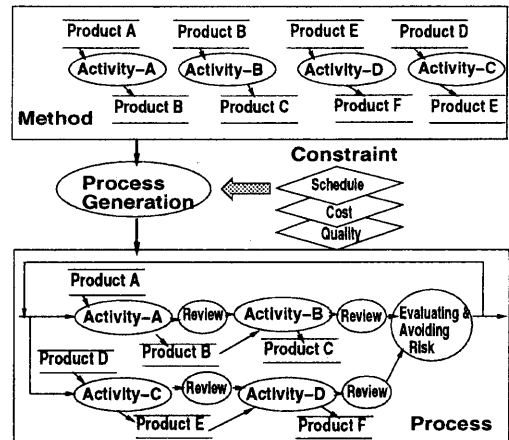 Product A Product B Product E Product D
Activity-A Activity-B Activity-D Activity-C
Product B Product C Product F Product E
Method
Constraint
Schedule
Cost
Quality
Process
Generation
Product A
Activity-A Review Activity-B Review
Evaluating &
Avoiding
Risk
Product B Product C
Product D
Activity-C Review Activity-D Review
Product E Product F
Process